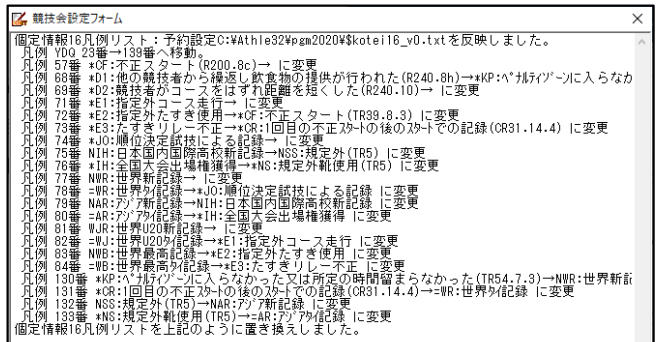 競技会設定フォーム
個定情報16凡例リスト:予約設定C:¥Athle32¥pgm2020¥$kotei16_v0.txtを反映しました。
凡例 YDQ 23番→139番へ移動。
凡例 57番 *CF:不正スタート(R200.8c)→ に変更
凡例 68番 *D1:他の競技者から繰返し飲食物の提供が行われた(R240.8h)→*KP:ペナルティゾーンに入らなか
凡例 69番 *D2:競技者がコースをはずれ距離を短くした(R240.10)→ に変更
凡例 71番 *E1:指定外コース走行→ に変更
凡例 72番 *E2:指定外たすき使用→*CF:不正スタート(TR39.8.3) に変更
凡例 73番 *E3:たすきリレー不正→*CR:1回目の不正スタートの後のスタートでの記録(CR31.14.4) に変更
凡例 74番 *JO:順位決定試技による記録→ に変更
凡例 75番 NIH:日本国内国際高校新記録→NSS:規定外(TR5) に変更
凡例 76番 *IH:全国大会出場権獲得→*NS:規定外靴使用(TR5) に変更
凡例 77番 NWR:世界新記録→ に変更
凡例 78番 =WR:世界タイ記録→*JO:順位決定試技による記録 に変更
凡例 79番 NAR:アジア新記録→NIH:日本国内国際高校新記録 に変更
凡例 80番 =AR:アジアタイ記録→*IH:全国大会出場権獲得 に変更
凡例 81番 WJR:世界U20新記録→ に変更
凡例 82番 =WJ:世界U20タイ記録→*E1:指定外コース走行 に変更
凡例 83番 NWB:世界最高記録→*E2:指定外たすき使用 に変更
凡例 84番 =WB:世界最高タイ記録→*E3:たすきリレー不正 に変更
凡例 130番 *KP:ペナルティゾーンに入らなかった又は所定の時間留まらなかった(TR54.7.3)→NWR:世界新記
凡例 131番 *CR:1回目の不正スタートの後のスタートでの記録(CR31.14.4)→=WR:世界タイ記録 に変更
凡例 132番 NSS:規定外(TR5)→NAR:アジア新記録 に変更
凡例 133番 *NS:規定外靴使用(TR5)→=AR:アジアタイ記録 に変更
個定情報16凡例リストを上記のように置き換えしました。